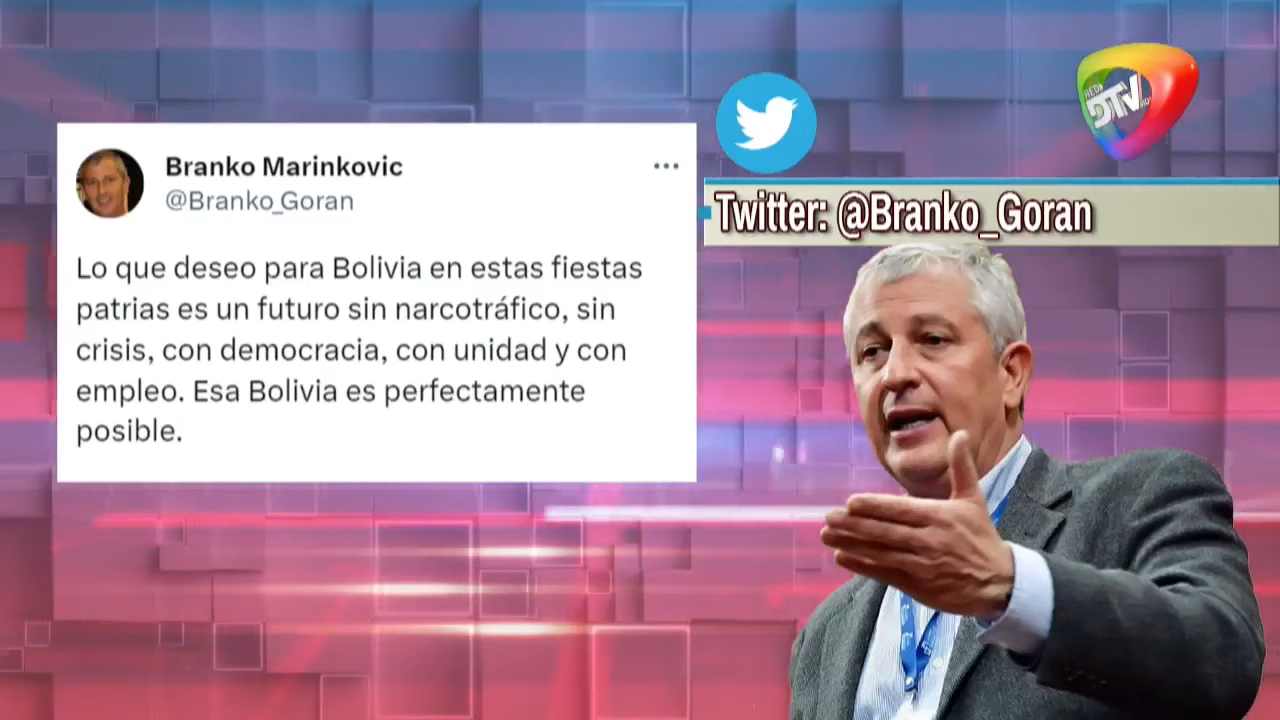 Branko Marinkovic
@Branko_Goran
Lo que deseo para Bolivia en estas fiestas
patrias es un futuro sin narcotráfico, sin
crisis, con democracia, con unidad y con
empleo. Esa Bolivia es perfectamente
posible.
Twitter: @Branko_Goran
RED
DTV